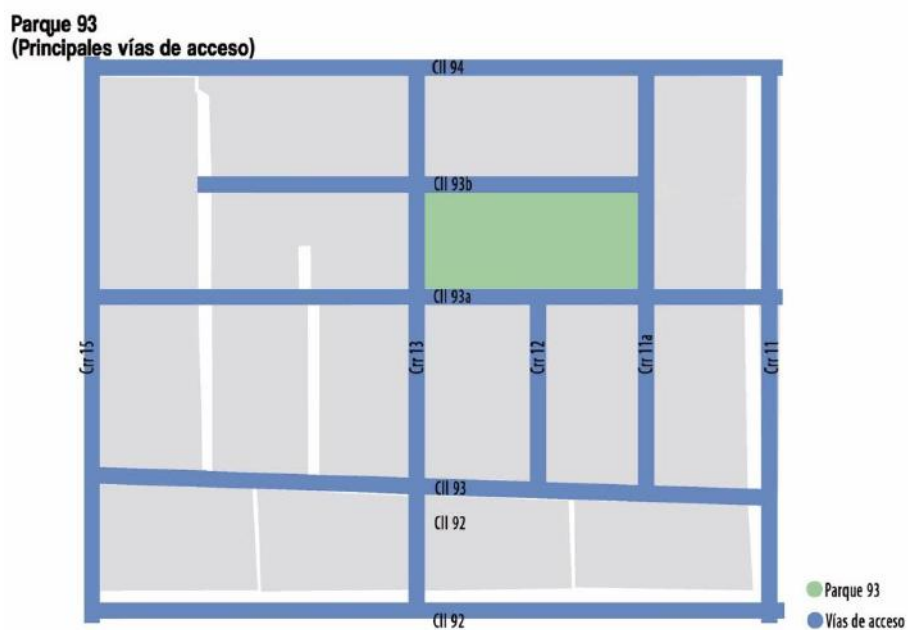 Parque 93
(Principales vías de acceso)
Cll 94
Cll 93b
Cll 93a
Crr 15
Crr 13
Crr 12
Crr 11a
Crr 11
Cll 93
Cll 92
Parque 93
Cll 92
Vías de acceso